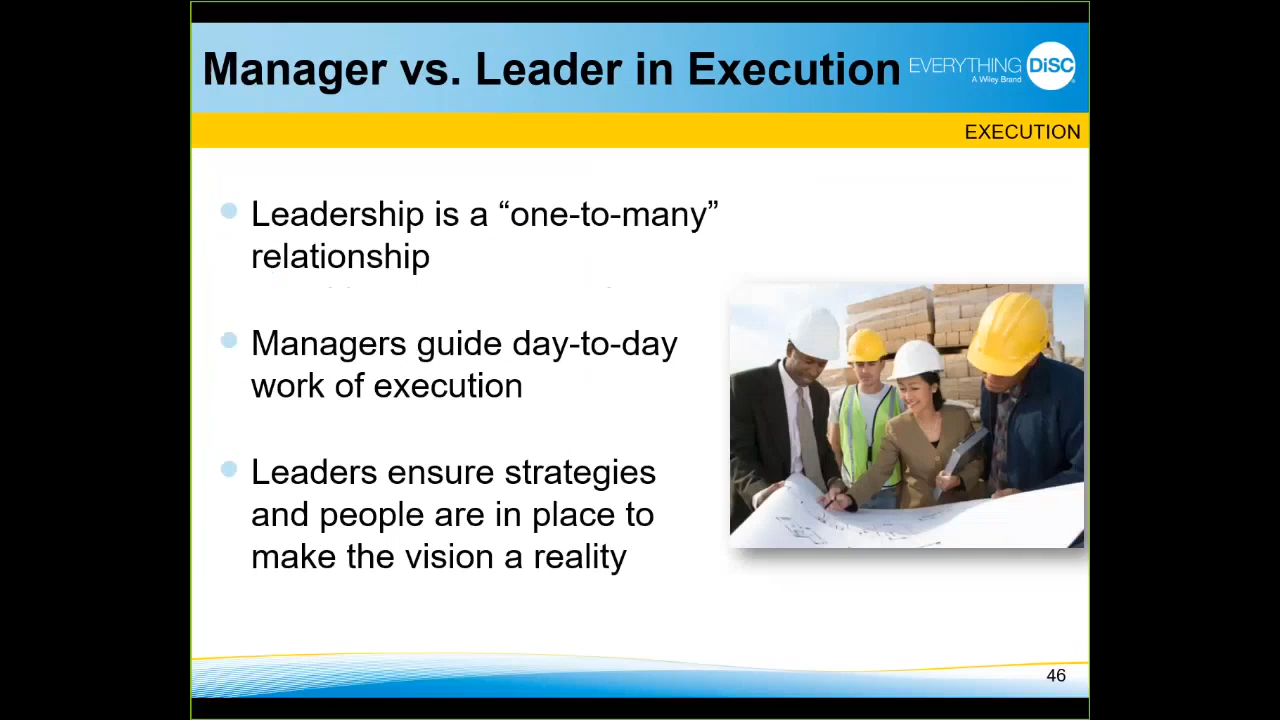 Manager vs. Leader in Execution
EVERYTHING DiSC
A Wiley Brand
EXECUTION
Leadership is a “one-to-many”
relationship
Managers guide day-to-day
work of execution
Leaders ensure strategies
and people are in place to
make the vision a reality
46